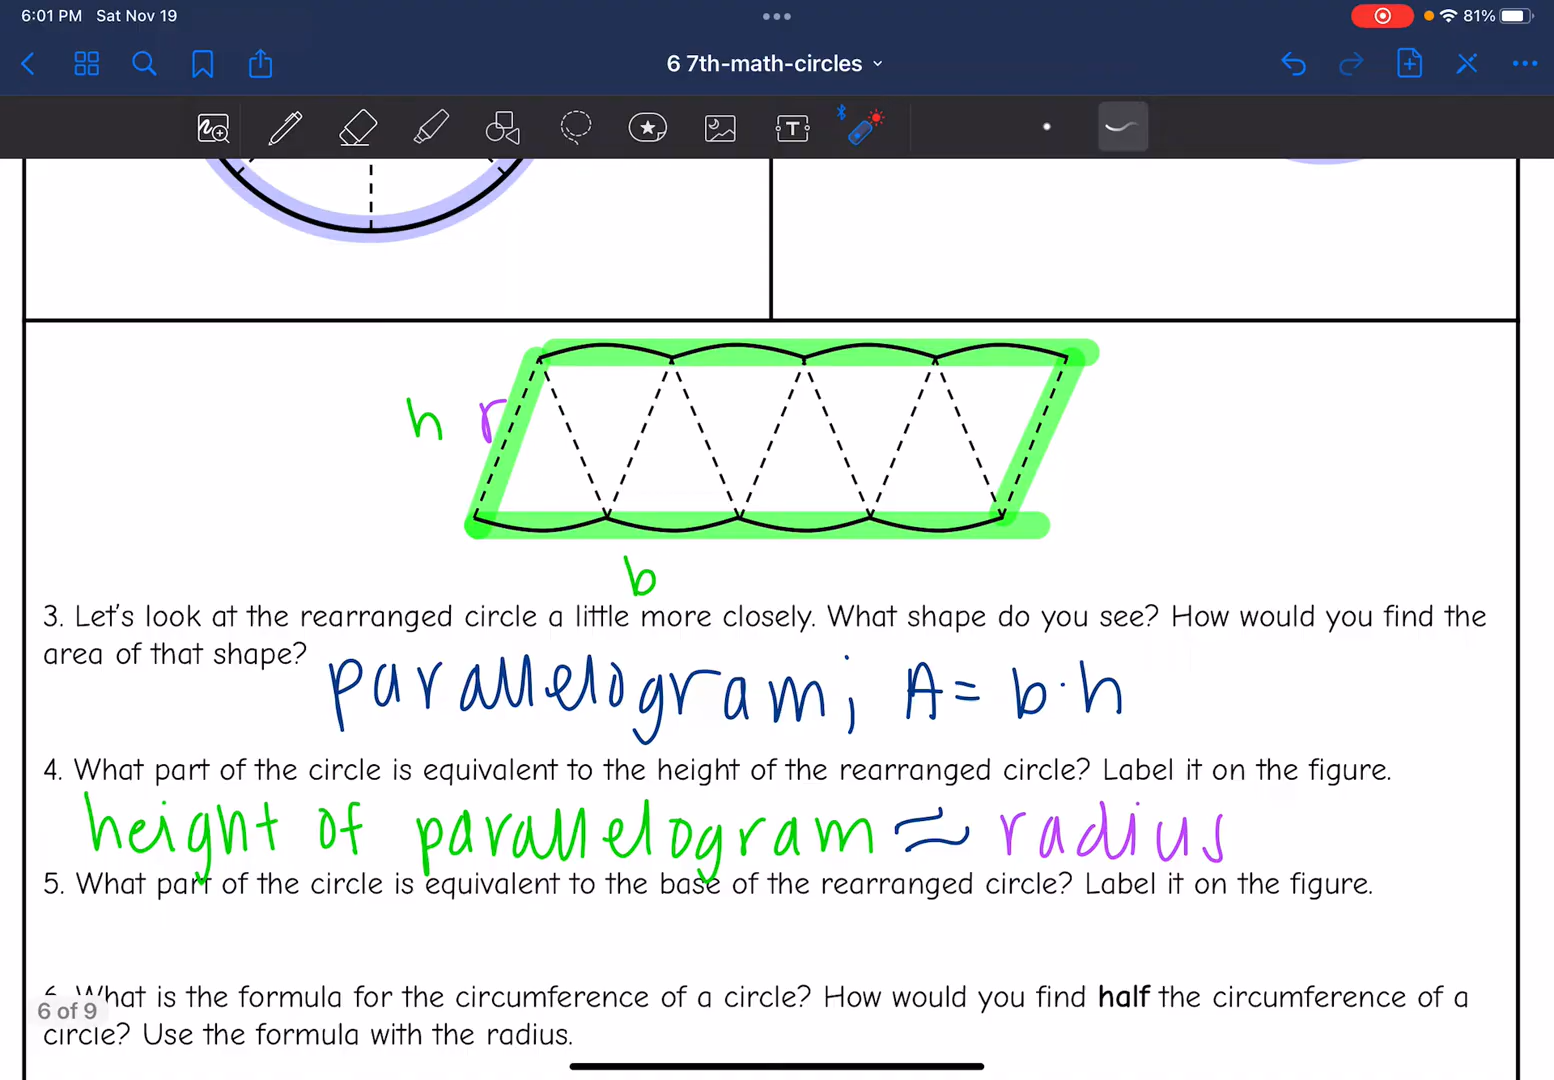 6:01 PM Sat Nov 19
81%
6 7th-math-circles
T
h r
b
3. Let's look at the rearranged circle a little more closely. What shape do you see? How would you find the
area of that shape?
parallelogram; A = b·h
4. What part of the circle is equivalent to the height of the rearranged circle? Label it on the figure.
height of parallelogram ≈ radius
5. What part of the circle is equivalent to the base of the rearranged circle? Label it on the figure.
6. What is the formula for the circumference of a circle? How would you find half the circumference of a
6 of 9
circle? Use the formula with the radius.